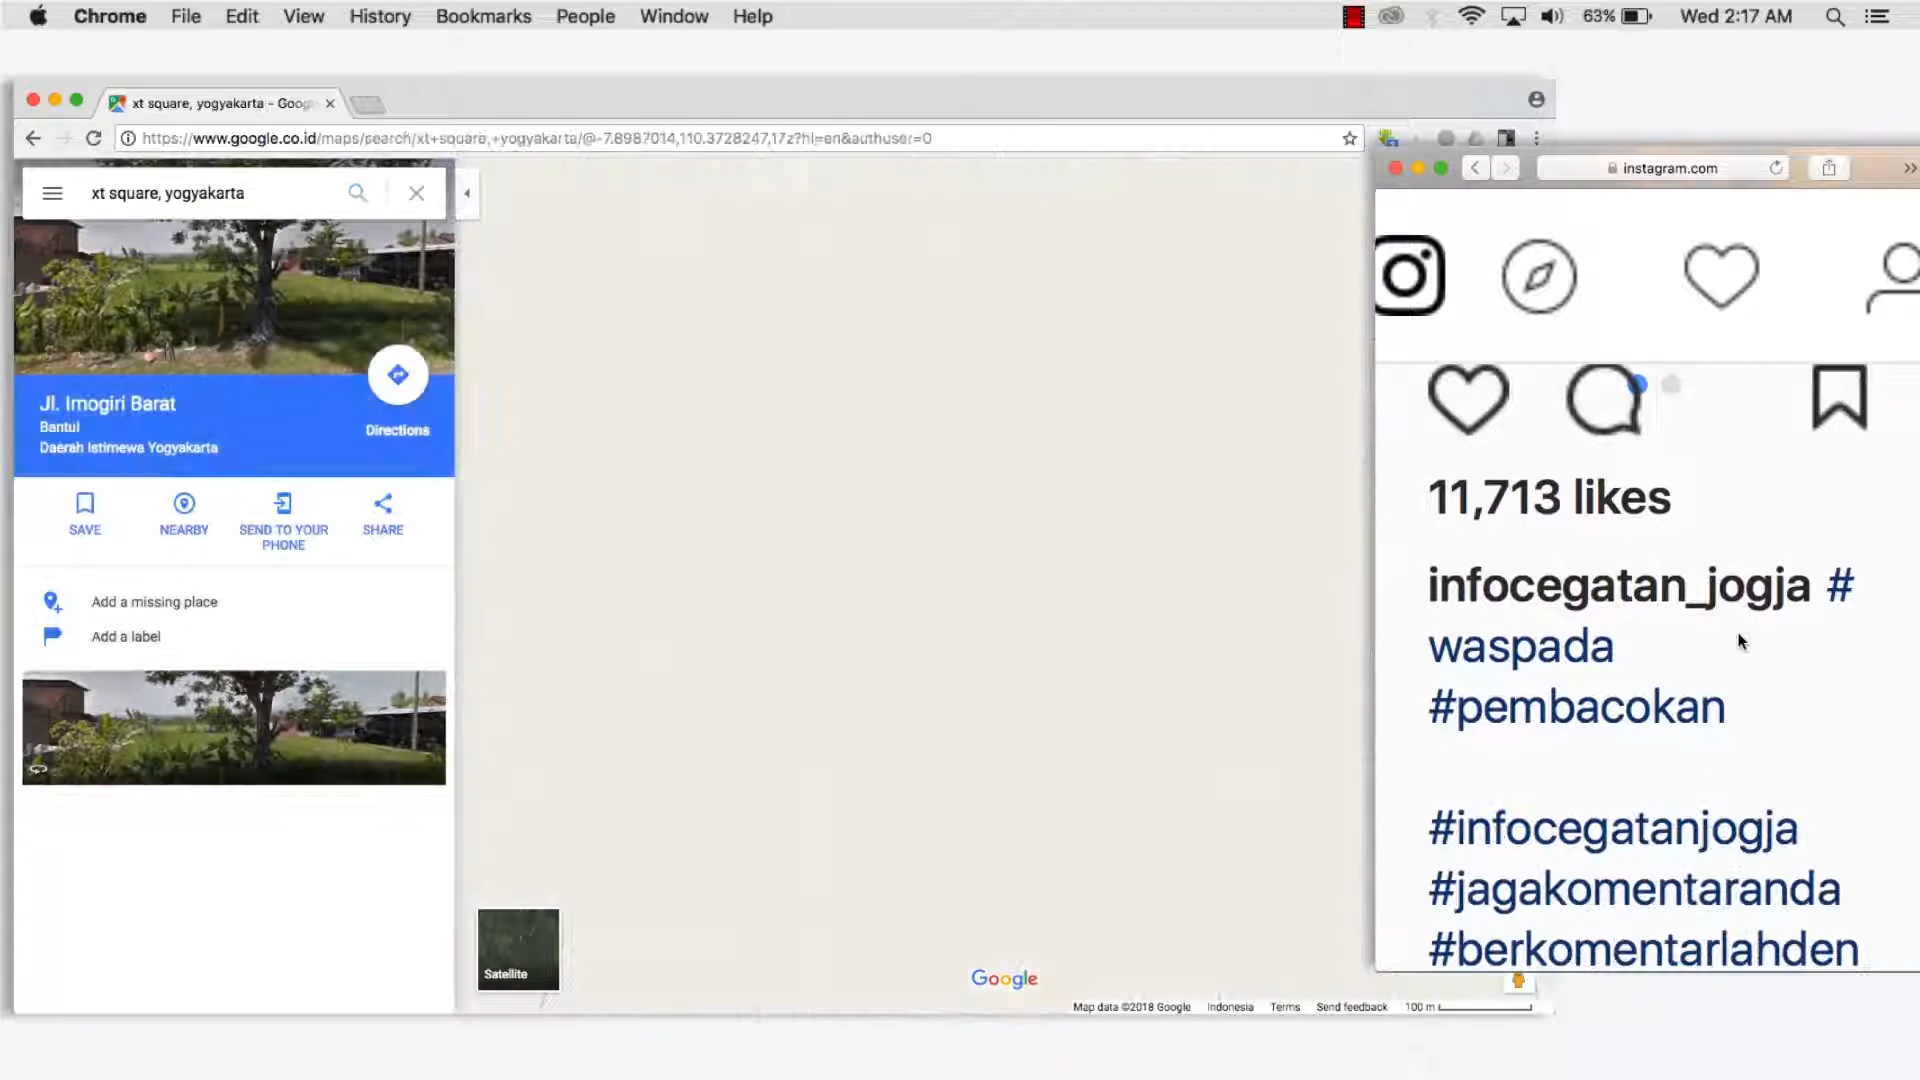 Chrome File Edit View History Bookmarks People Window Help
63% Wed 2:17 AM
xt square, yogyakarta - Goog
https://www.google.co.id/maps/search/xt+square,+yogyakarta/@-7.8987014,110.3728247,17z?hl=en&authuser=0
xt square, yogyakarta
Jl. Imogiri Barat
Bantul
Daerah Istimewa Yogyakarta
Directions
SAVE
NEARBY
SEND TO YOUR
PHONE
SHARE
Add a missing place
Add a label
Satellite
Google
Map data ©2018 Google Indonesia Terms Send feedback 100 m
instagram.com
11,713 likes
infocegatan_jogja #
waspada
#pembacokan
#infocegatanjogja
#jagakomentaranda
#berkomentarlahden